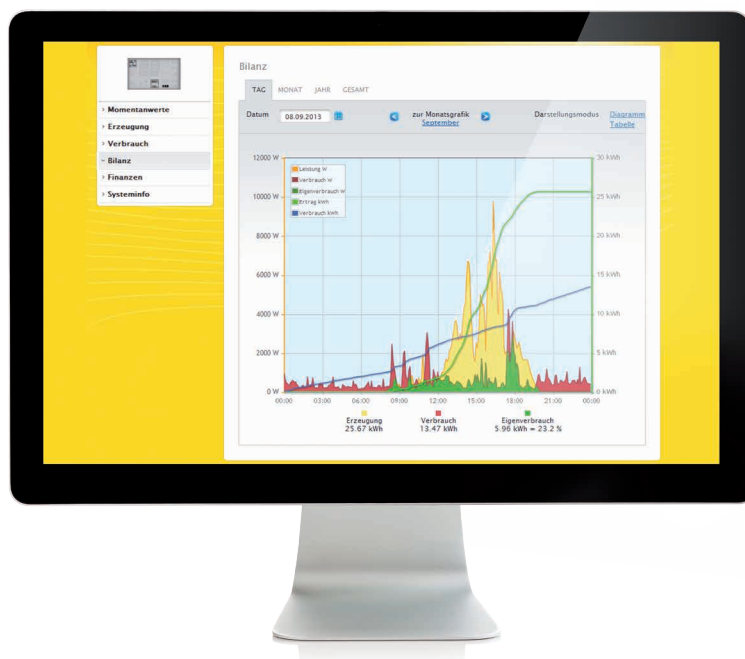 Momentanwerte
Erzeugung
Verbrauch
Bilanz
Finanzen
Systeminfo
Bilanz
TAG MONAT JAHR GESAMT
Datum 08.09.2013 zur Monatsgrafik Darstellungsmodus Diagramm
September Tabelle
12000 W 30 kWh
Leistung W
Verbrauch W
Eigenverbrauch W
Ertrag kWh
Verbrauch kWh
10000 W 25 kWh
8000 W 20 kWh
6000 W 15 kWh
4000 W 10 kWh
2000 W 5 kWh
0 W 0 kWh
00:00 03:00 06:00 09:00 12:00 15:00 18:00 21:00 00:00
Erzeugung Verbrauch Eigenverbrauch
25.67 kWh 13.47 kWh 5.96 kWh = 23.2 %